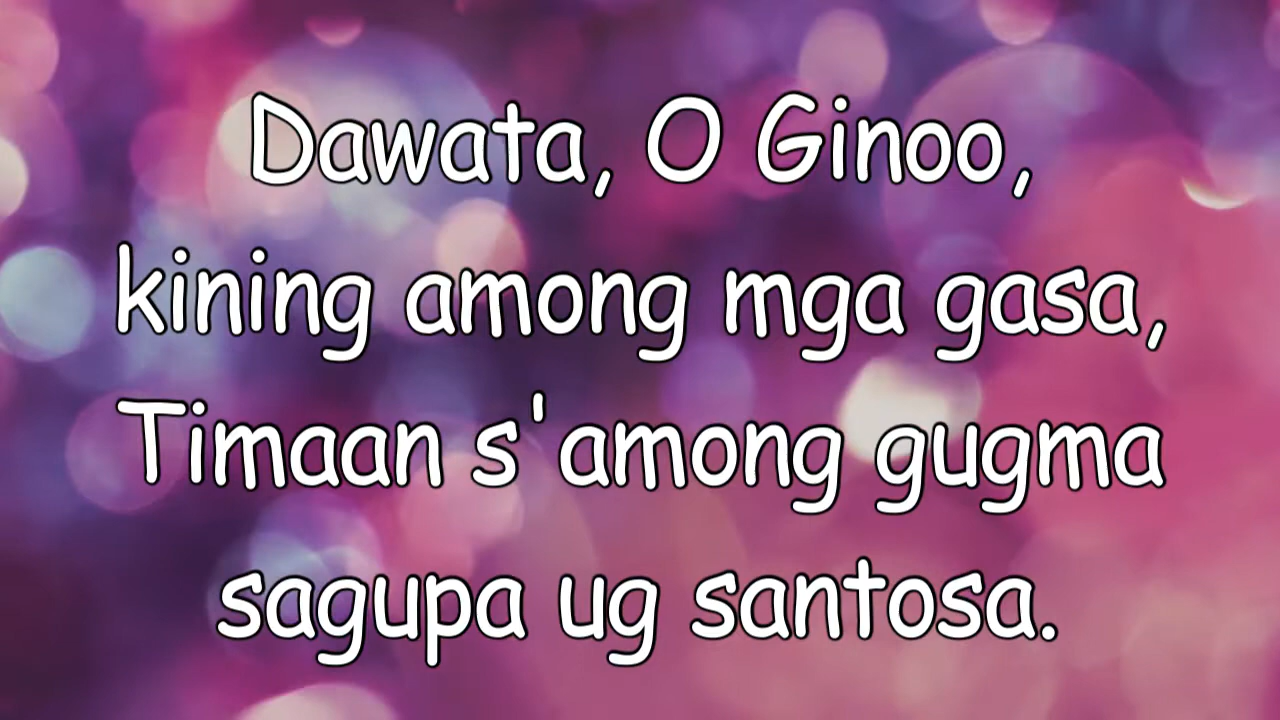 Dawata, O Ginoo,
kining among mga gasa,
Timaan s'among gugma
sagupa ug santosa.